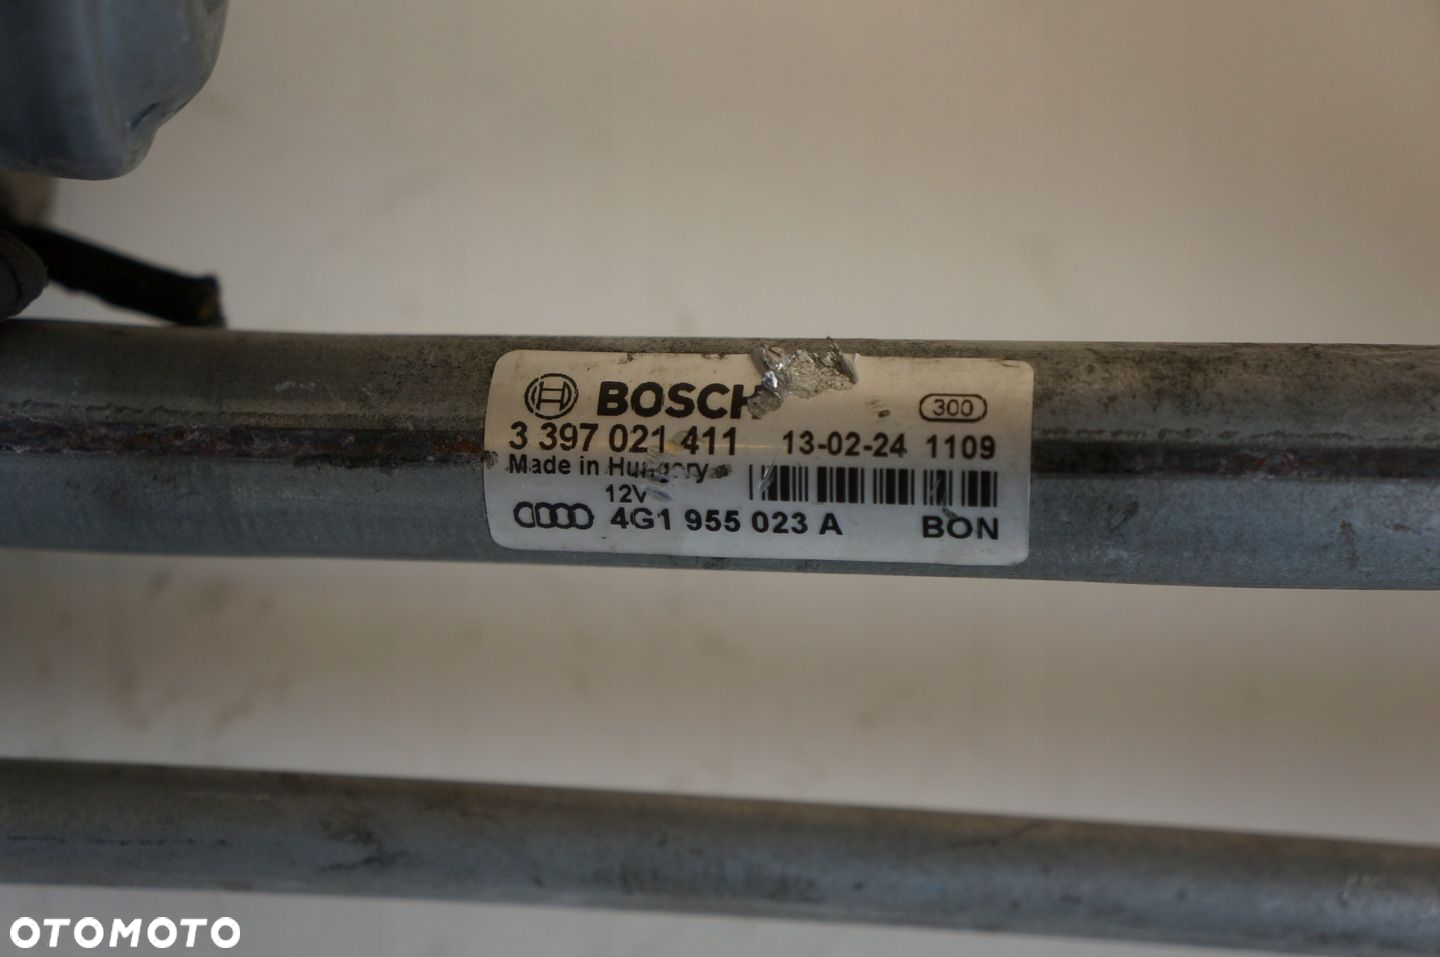 BOSCH
300
3 397 021 411 13-02-24 1109
Made in Hungary
12V
4G1 955 023 A BON
OTOMOTO